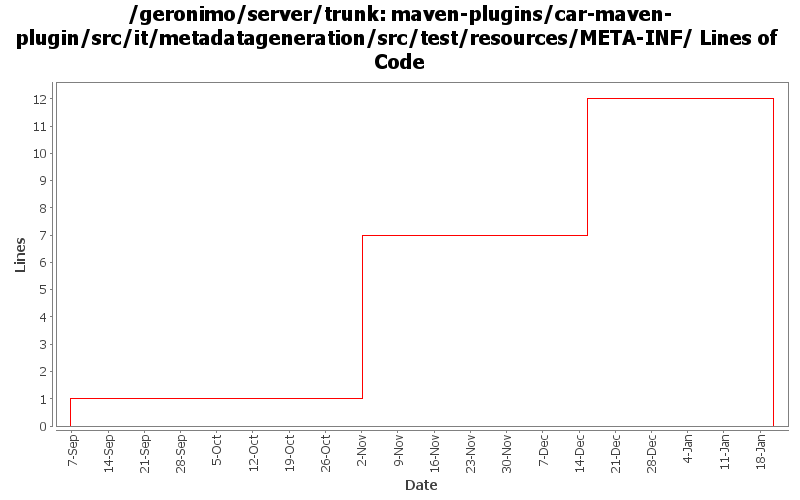 /geronimo/server/trunk: maven-plugins/car-maven-
plugin/src/it/metadatageneration/src/test/resources/META-INF/ Lines of
Code
12
11
10
9
8
7
6
5
4
3
2
1
0
Lines
7-Sep
14-Sep
21-Sep
28-Sep
5-Oct
12-Oct
19-Oct
26-Oct
2-Nov
9-Nov
16-Nov
23-Nov
30-Nov
7-Dec
14-Dec
21-Dec
28-Dec
4-Jan
11-Jan
18-Jan
Date